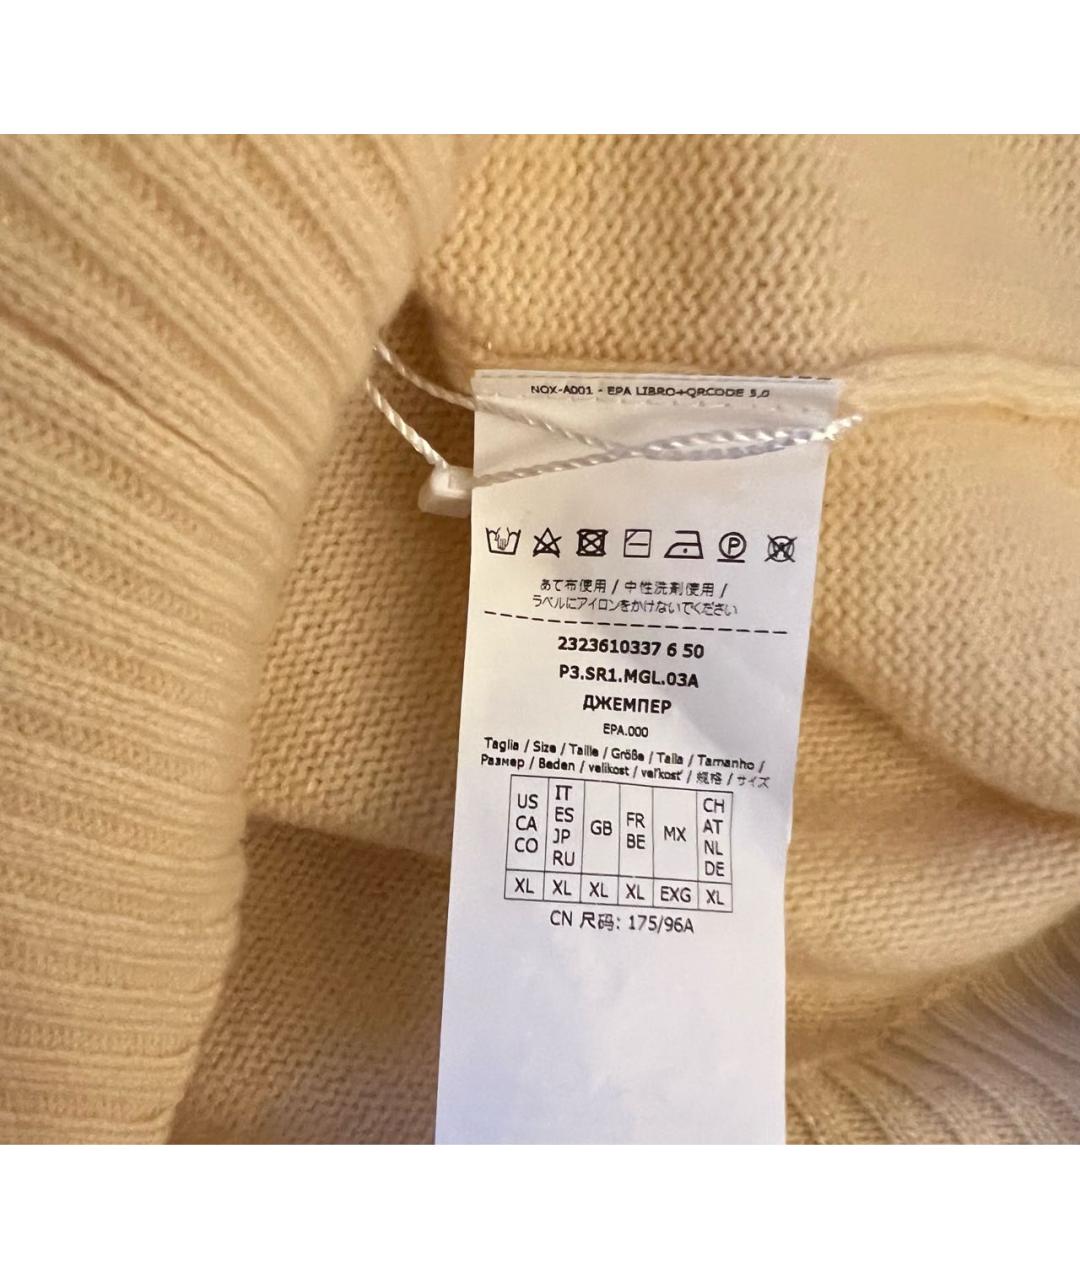 NOX-A001 - EPA LIBRO+QRCODE 5.0
P
あて布使用 / 中性洗剤使用 /
ラベルにアイロンをかけないでください
2323610337 6 50
P3.SR1.MGL.03A
ДЖЕМПЕР
EPA.000
Taglia / Size / Taille / Größe / Talla / Tamanho /
Размер / Beden / velikost / veľkosť / 規格 / サイズ
US CA CO IT ES JP RU GB FR BE MX CH AT NL DE
XL XL XL XL EXG XL
CN 尺码: 175/96A